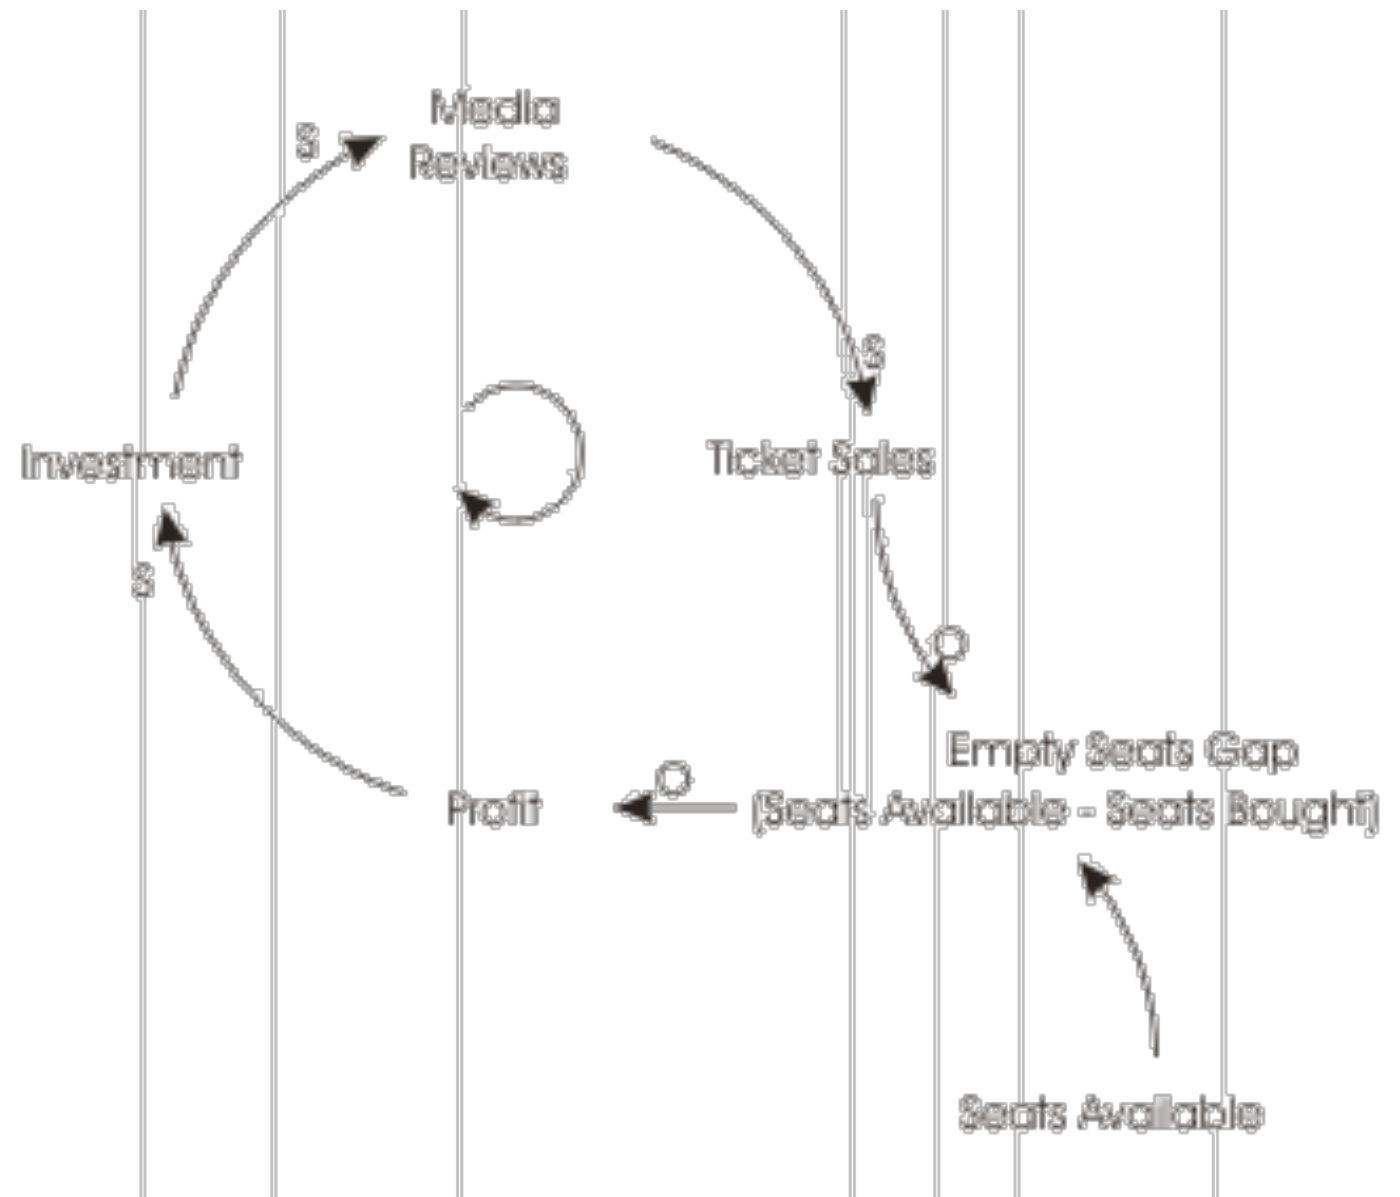 S
Media
Reviews
S
Investment
Ticket Sales
S
O
Empty Seats Gap
O
Profit
(Seats Available - Seats Bought)
Seats Available